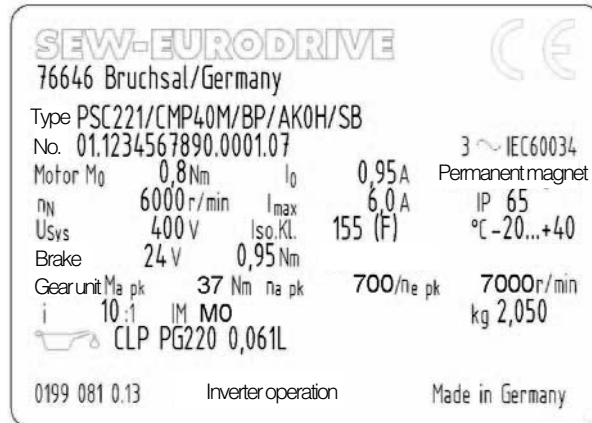 SEW-EURODRIVE CE
76646 Bruchsal/Germany
Type PSC221/CMP40M/BP/AK0H/SB
No. 01.1234567890.0001.07 3 ~ IEC60034
Motor M0 0,8 Nm I0 0,95 A Permanent magnet
nN 6000 r/min Imax 6,0 A IP 65
USys 400 V Iso.Kl. 155 (F) °C -20...+40
Brake 24 V 0,95 Nm
Gear unit Ma pk 37 Nm na pk 700/ne pk 7000 r/min
i 10 :1 IM M0 kg 2,050
CLP PG220 0,061L
0199 081 0.13 Inverter operation Made in Germany